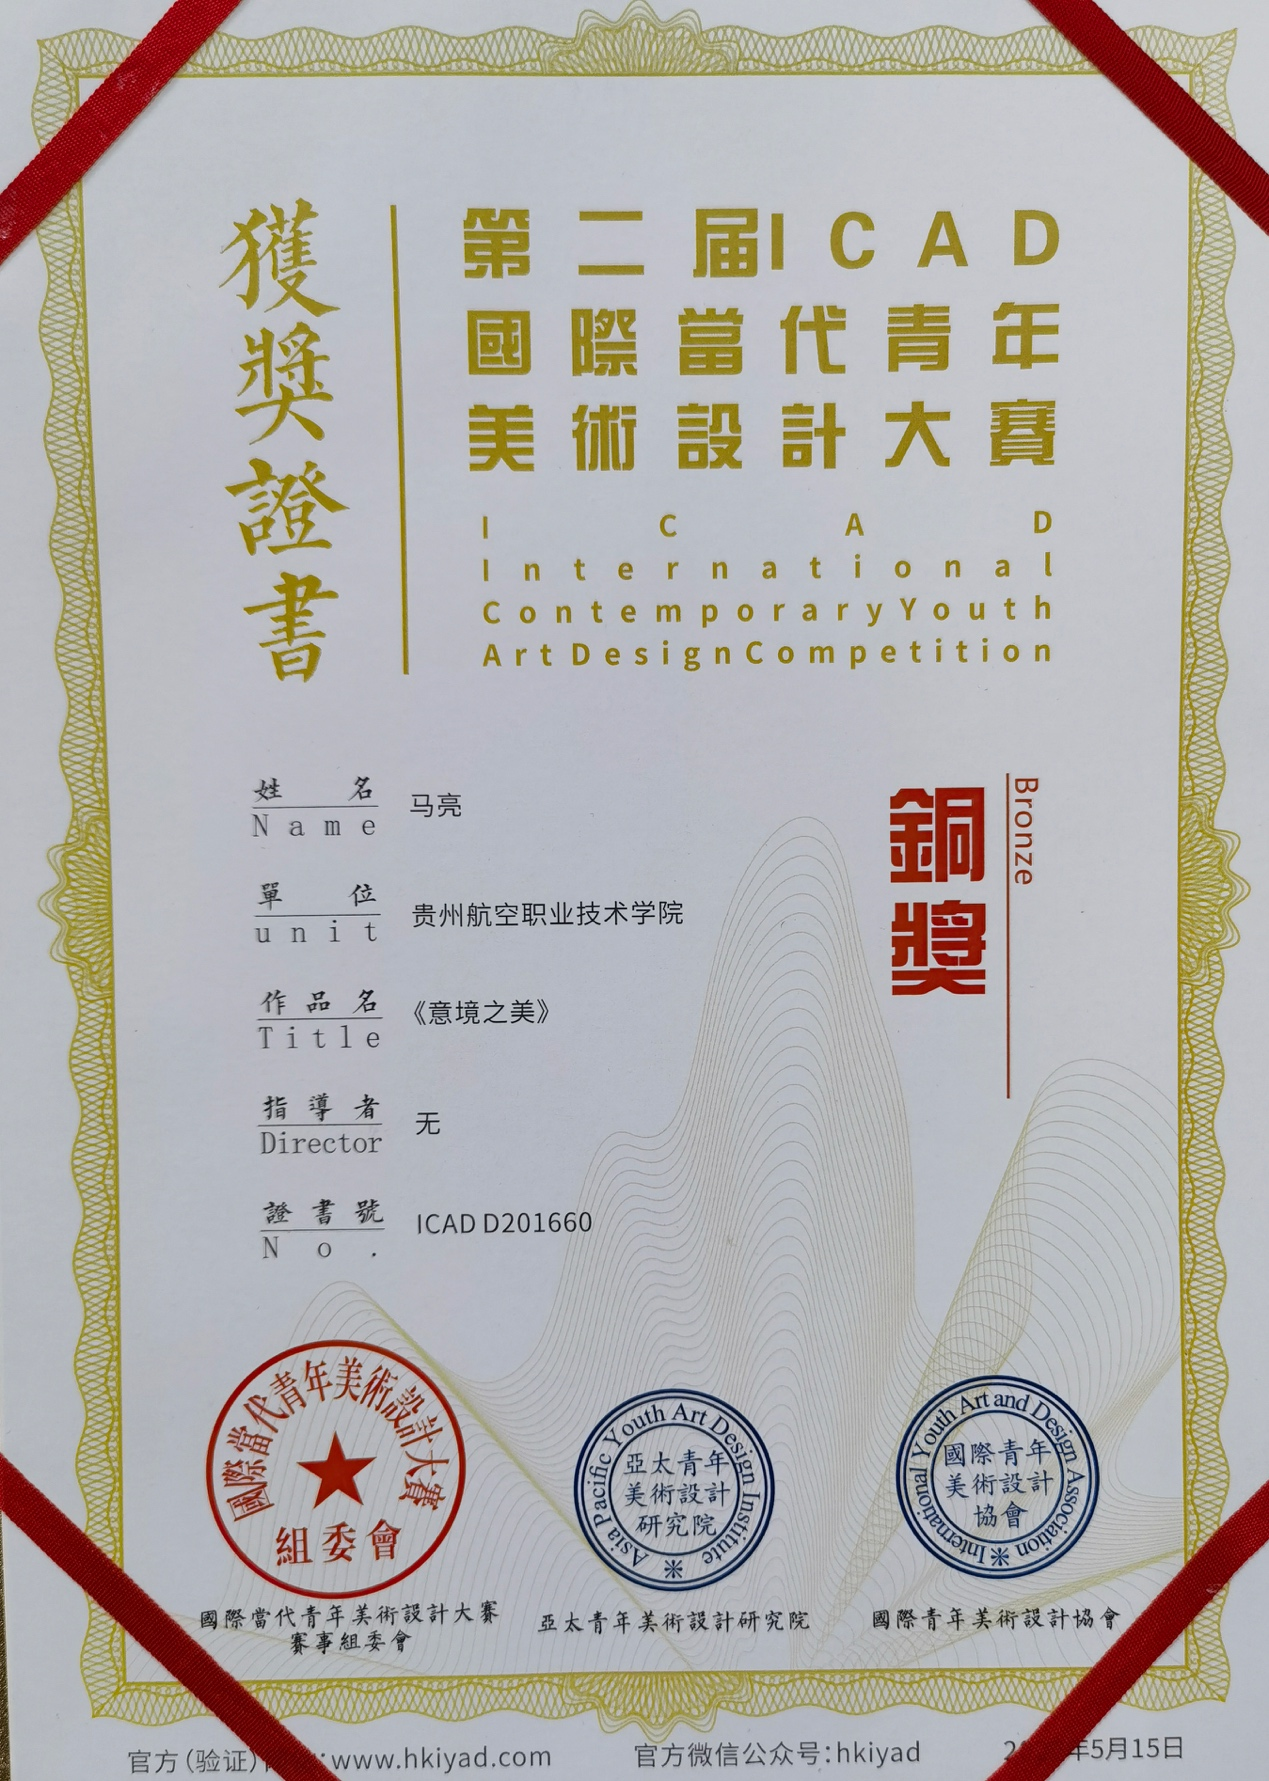 獲獎證書
第二届ICAD
國際當代青年
美術設計大賽
ICAD
International
ContemporaryYouth
ArtDesignCompetition
姓名 马亮
Name
單位 贵州航空职业技术学院
unit
作品名 《意境之美》
Title
指導者 无
Director
證書號 ICAD D201660
No.
銅獎
Bronze
國際當代青年美術設計大賽
組委會
Asia Pacific Youth Art Design Institute
亞太青年
美術設計
研究院
International Youth Art and Design Association
國際青年
美術設計
協會
國際當代青年美術設計大賽
賽事組委會
亞太青年美術設計研究院
國際青年美術設計協會
官方(验证) www.hkiyad.com
官方微信公众号:hkiyad
年5月15日